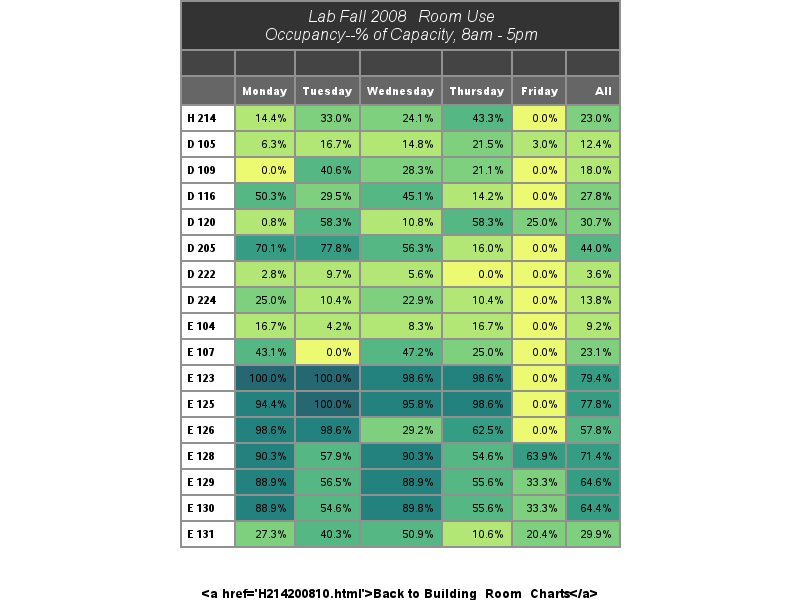 Lab Fall 2008 Room Use
Occupancy--% of Capacity, 8am - 5pm
Monday Tuesday Wednesday Thursday Friday All
H 214 14.4% 33.0% 24.1% 43.3% 0.0% 23.0%
D 105 6.3% 16.7% 14.8% 21.5% 3.0% 12.4%
D 109 0.0% 40.6% 28.3% 21.1% 0.0% 18.0%
D 116 50.3% 29.5% 45.1% 14.2% 0.0% 27.8%
D 120 0.8% 58.3% 10.8% 58.3% 25.0% 30.7%
D 205 70.1% 77.8% 56.3% 16.0% 0.0% 44.0%
D 222 2.8% 9.7% 5.6% 0.0% 0.0% 3.6%
D 224 25.0% 10.4% 22.9% 10.4% 0.0% 13.8%
E 104 16.7% 4.2% 8.3% 16.7% 0.0% 9.2%
E 107 43.1% 0.0% 47.2% 25.0% 0.0% 23.1%
E 123 100.0% 100.0% 98.6% 98.6% 0.0% 79.4%
E 125 94.4% 100.0% 95.8% 98.6% 0.0% 77.8%
E 126 98.6% 98.6% 29.2% 62.5% 0.0% 57.8%
E 128 90.3% 57.9% 90.3% 54.6% 63.9% 71.4%
E 129 88.9% 56.5% 88.9% 55.6% 33.3% 64.6%
E 130 88.9% 54.6% 89.8% 55.6% 33.3% 64.4%
E 131 27.3% 40.3% 50.9% 10.6% 20.4% 29.9%
<a href='H214200810.html'>Back to Building Room Charts</a>